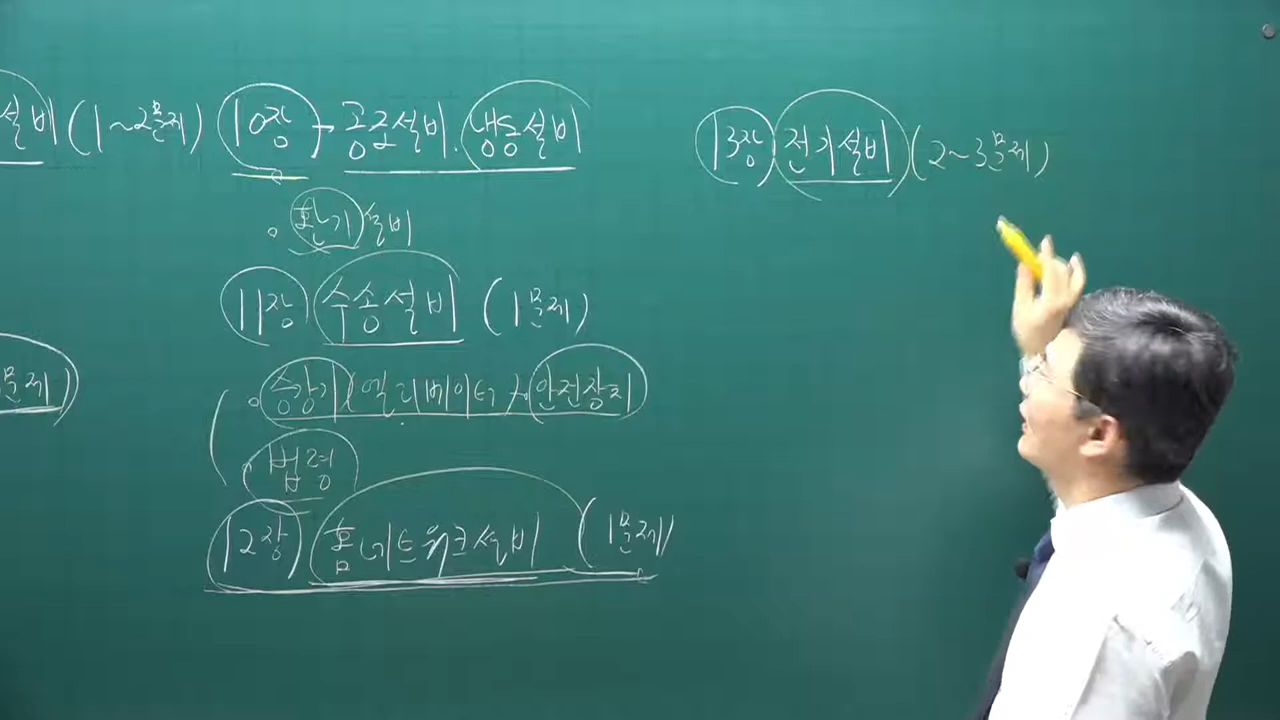 설비 (1~2문제)
문제)
10장 - 공조설비. 냉동설비
• 환기설비
11장 수송설비 (1문제)
• 승강기(엘리베이터). 안전장치
법령
12장 홈네트워크설비 (1문제)
13장 전기설비 (2~3문제)